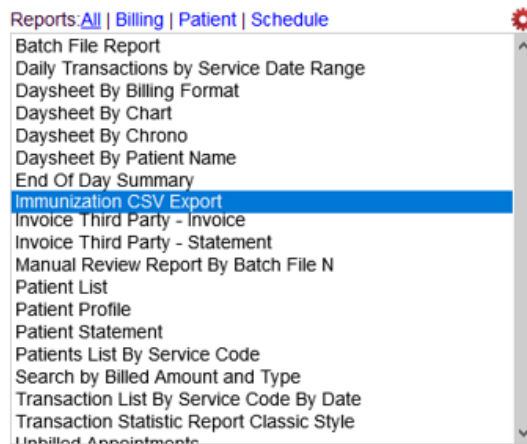 Reports:All | Billing | Patient | Schedule
Batch File Report
Daily Transactions by Service Date Range
Daysheet By Billing Format
Daysheet By Chart
Daysheet By Chrono
Daysheet By Patient Name
End Of Day Summary
Immunization CSV Export
Invoice Third Party - Invoice
Invoice Third Party - Statement
Manual Review Report By Batch File N
Patient List
Patient Profile
Patient Statement
Patients List By Service Code
Search by Billed Amount and Type
Transaction List By Service Code By Date
Transaction Statistic Report Classic Style
Unbilled Appointments